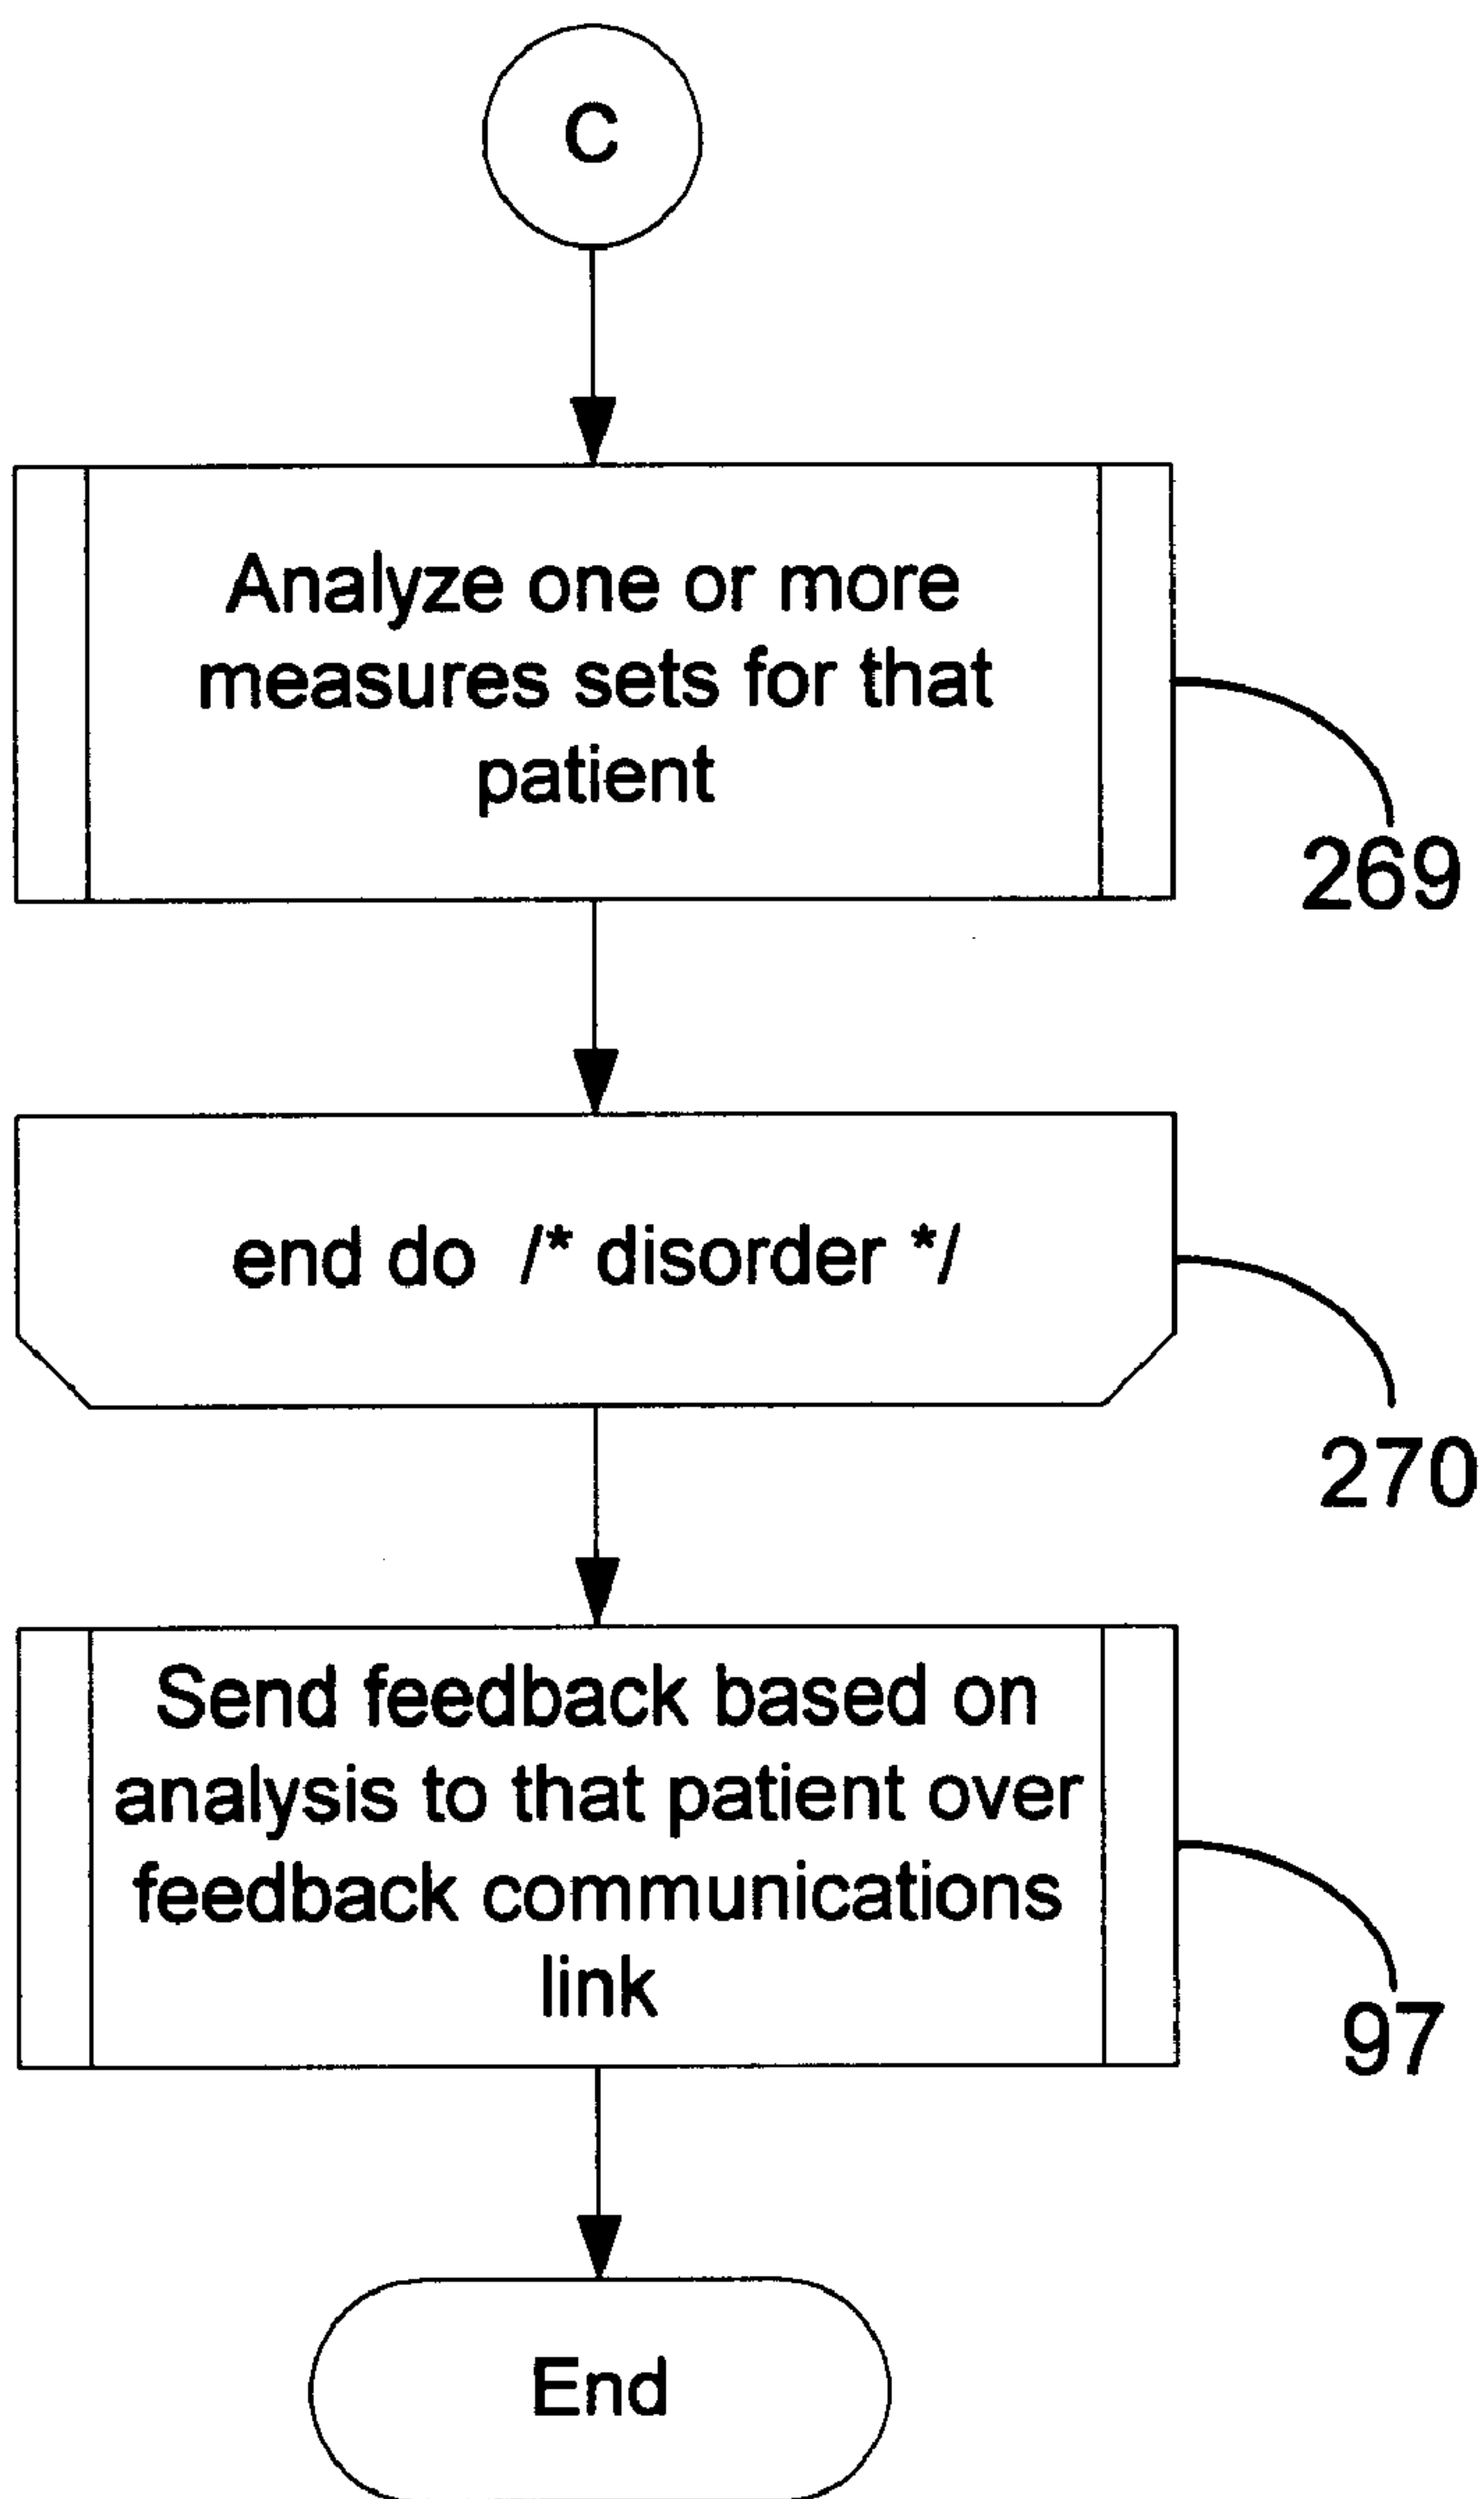 C
Analyze one or more
measures sets for that
patient
269
end do /* disorder */
270
Send feedback based on
analysis to that patient over
feedback communications
link
97
End